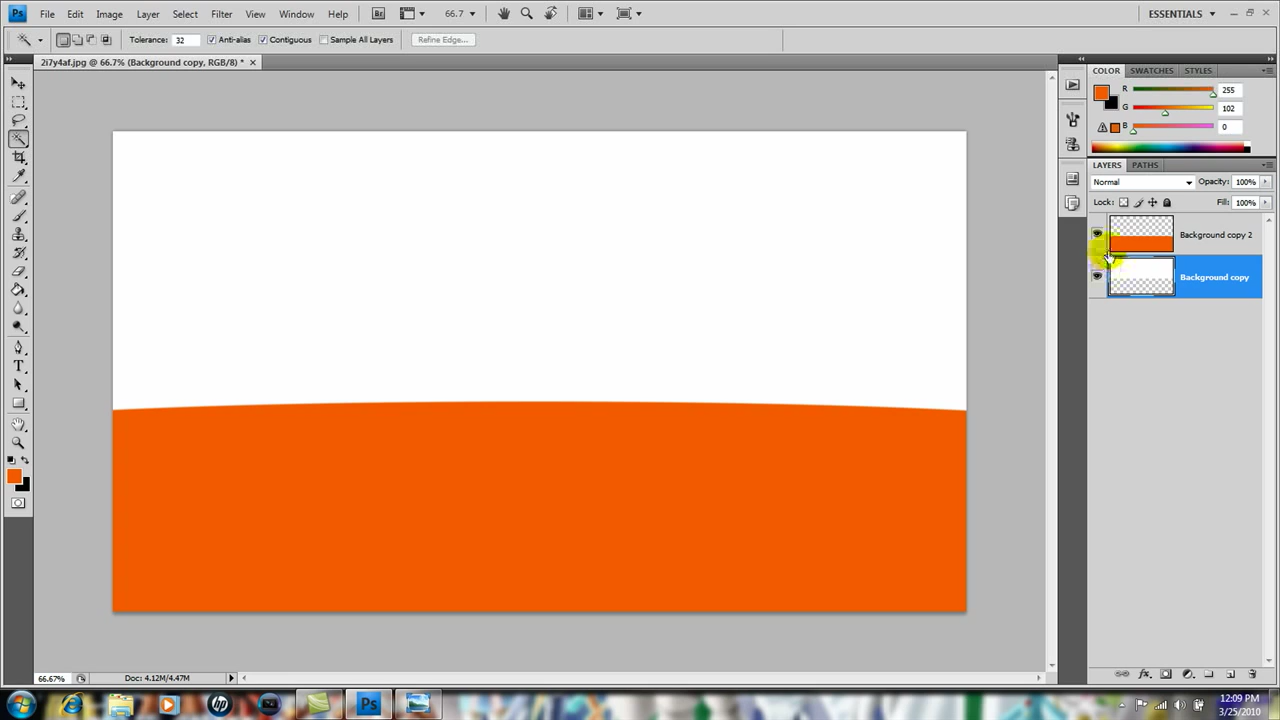 Ps File Edit Image Layer Select Filter View Window Help Br 66.7 ESSENTIALS
Tolerance: 32 Anti-alias Contiguous Sample All Layers Refine Edge...
2i7y4af.jpg @ 66.7% (Background copy, RGB/8) *
COLOR SWATCHES STYLES
R 255
G 102
B 0
LAYERS PATHS
Normal Opacity: 100%
Lock: Fill: 100%
Background copy 2
Background copy
T
66.67% Doc: 4.12M/4.47M
hp Ps 12:09 PM
3/25/2010